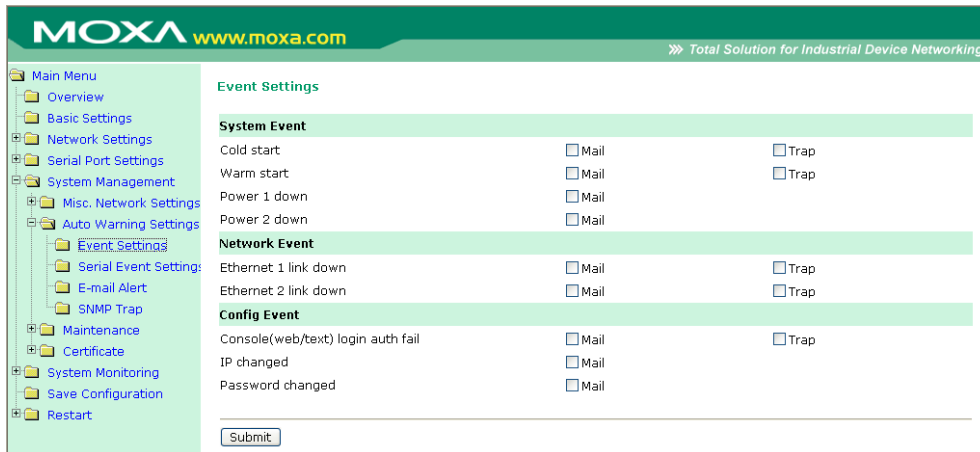 MOXA www.moxa.com
Total Solution for Industrial Device Networking
Main Menu
Overview
Basic Settings
Network Settings
Serial Port Settings
System Management
Misc. Network Settings
Auto Warning Settings
Event Settings
Serial Event Settings
E-mail Alert
SNMP Trap
Maintenance
Certificate
System Monitoring
Save Configuration
Restart
Event Settings
System Event
Cold start Mail Trap
Warm start Mail Trap
Power 1 down Mail
Power 2 down Mail
Network Event
Ethernet 1 link down Mail Trap
Ethernet 2 link down Mail Trap
Config Event
Console(web/text) login auth fail Mail Trap
IP changed Mail
Password changed Mail
Submit